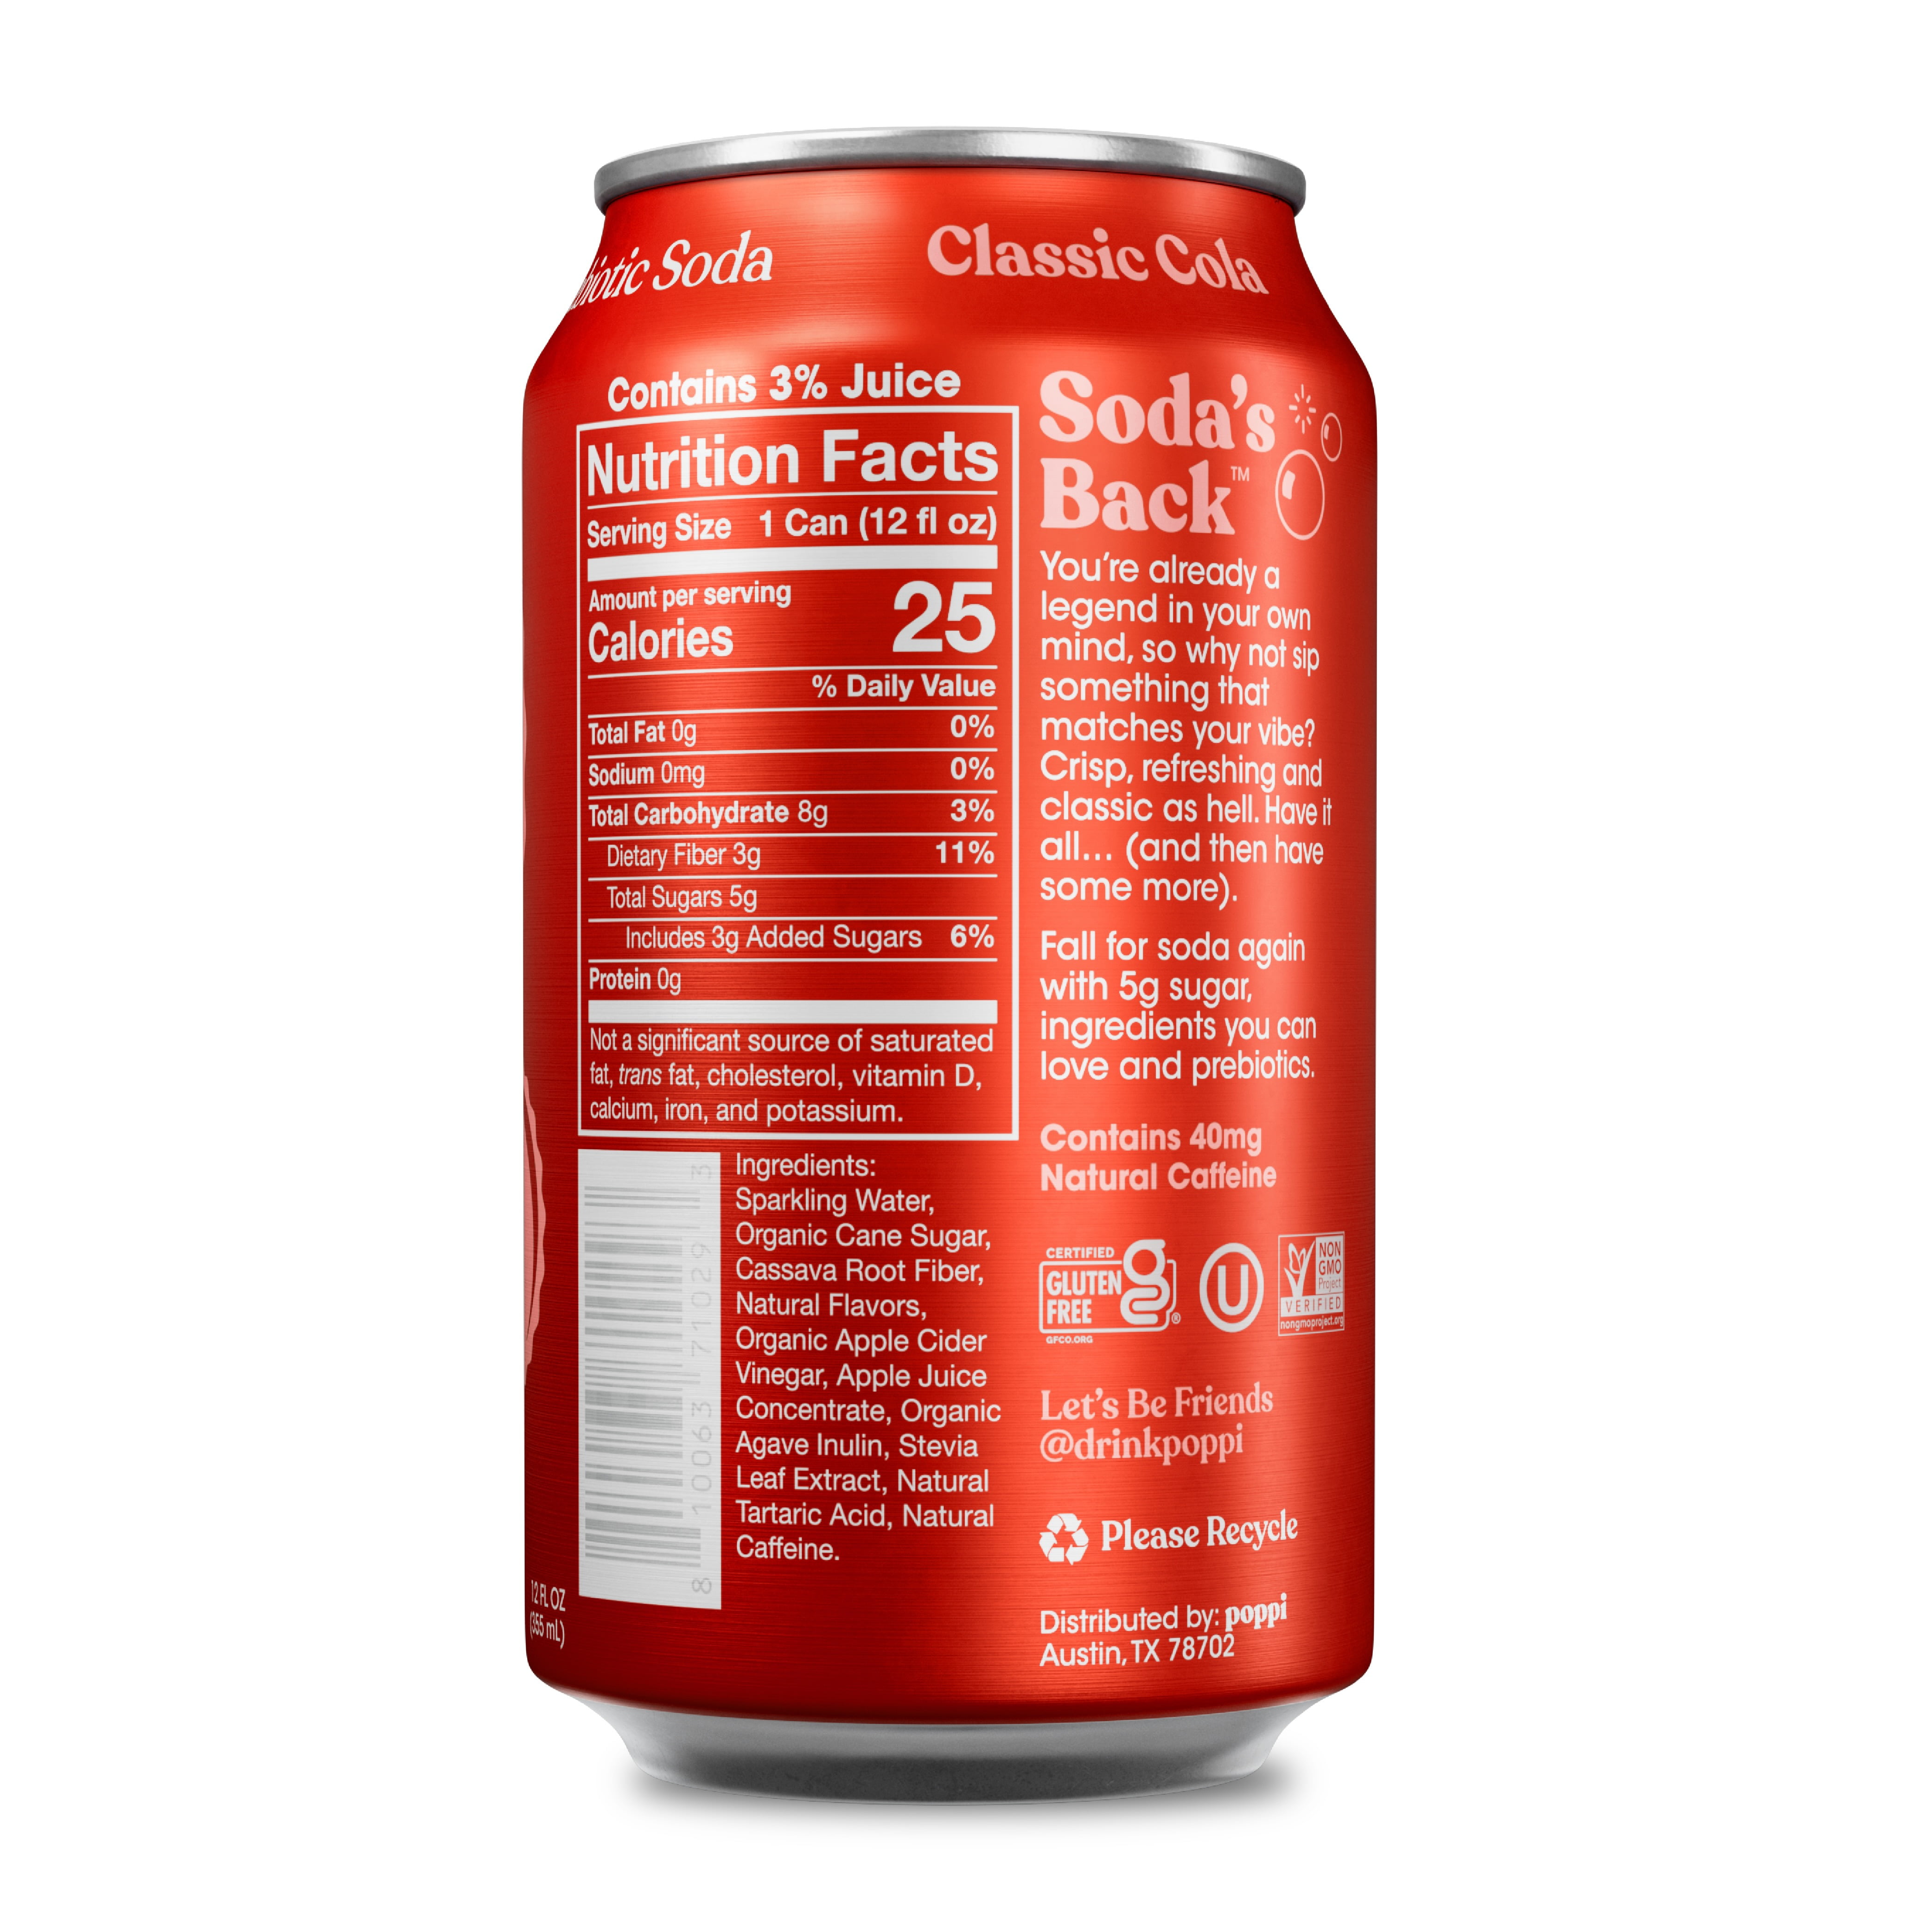 Soda
Classic Cola
Contains 3% Juice
Nutrition Facts
Serving Size 1 Can (12 fl oz)
Amount per serving
Calories 25
% Daily Value
Total Fat 0g 0%
Sodium 0mg 0%
Total Carbohydrate 8g 3%
Dietary Fiber 3g 11%
Total Sugars 5g
Includes 3g Added Sugars 6%
Protein 0g
Not a significant source of saturated
fat, trans fat, cholesterol, vitamin D,
calcium, iron, and potassium.
8 10063 71029 3
Ingredients:
Sparkling Water,
Organic Cane Sugar,
Cassava Root Fiber,
Natural Flavors,
Organic Apple Cider
Vinegar, Apple Juice
Concentrate, Organic
Agave Inulin, Stevia
Leaf Extract, Natural
Tartaric Acid, Natural
Caffeine.
12 FL OZ
(355 mL)
Soda's
Back™
You're already a
legend in your own
mind, so why not sip
something that
matches your vibe?
Crisp, refreshing and
classic as hell. Have it
all... (and then have
some more).
Fall for soda again
with 5g sugar,
ingredients you can
love and prebiotics.
Contains 40mg
Natural Caffeine
CERTIFIED
GLUTEN
FREE
g ®
GFCO.ORG
U
NON
GMO
Project
VERIFIED
nongmoproject.org
Let's Be Friends
@drinkpoppi
Please Recycle
Distributed by: poppi
Austin, TX 78702